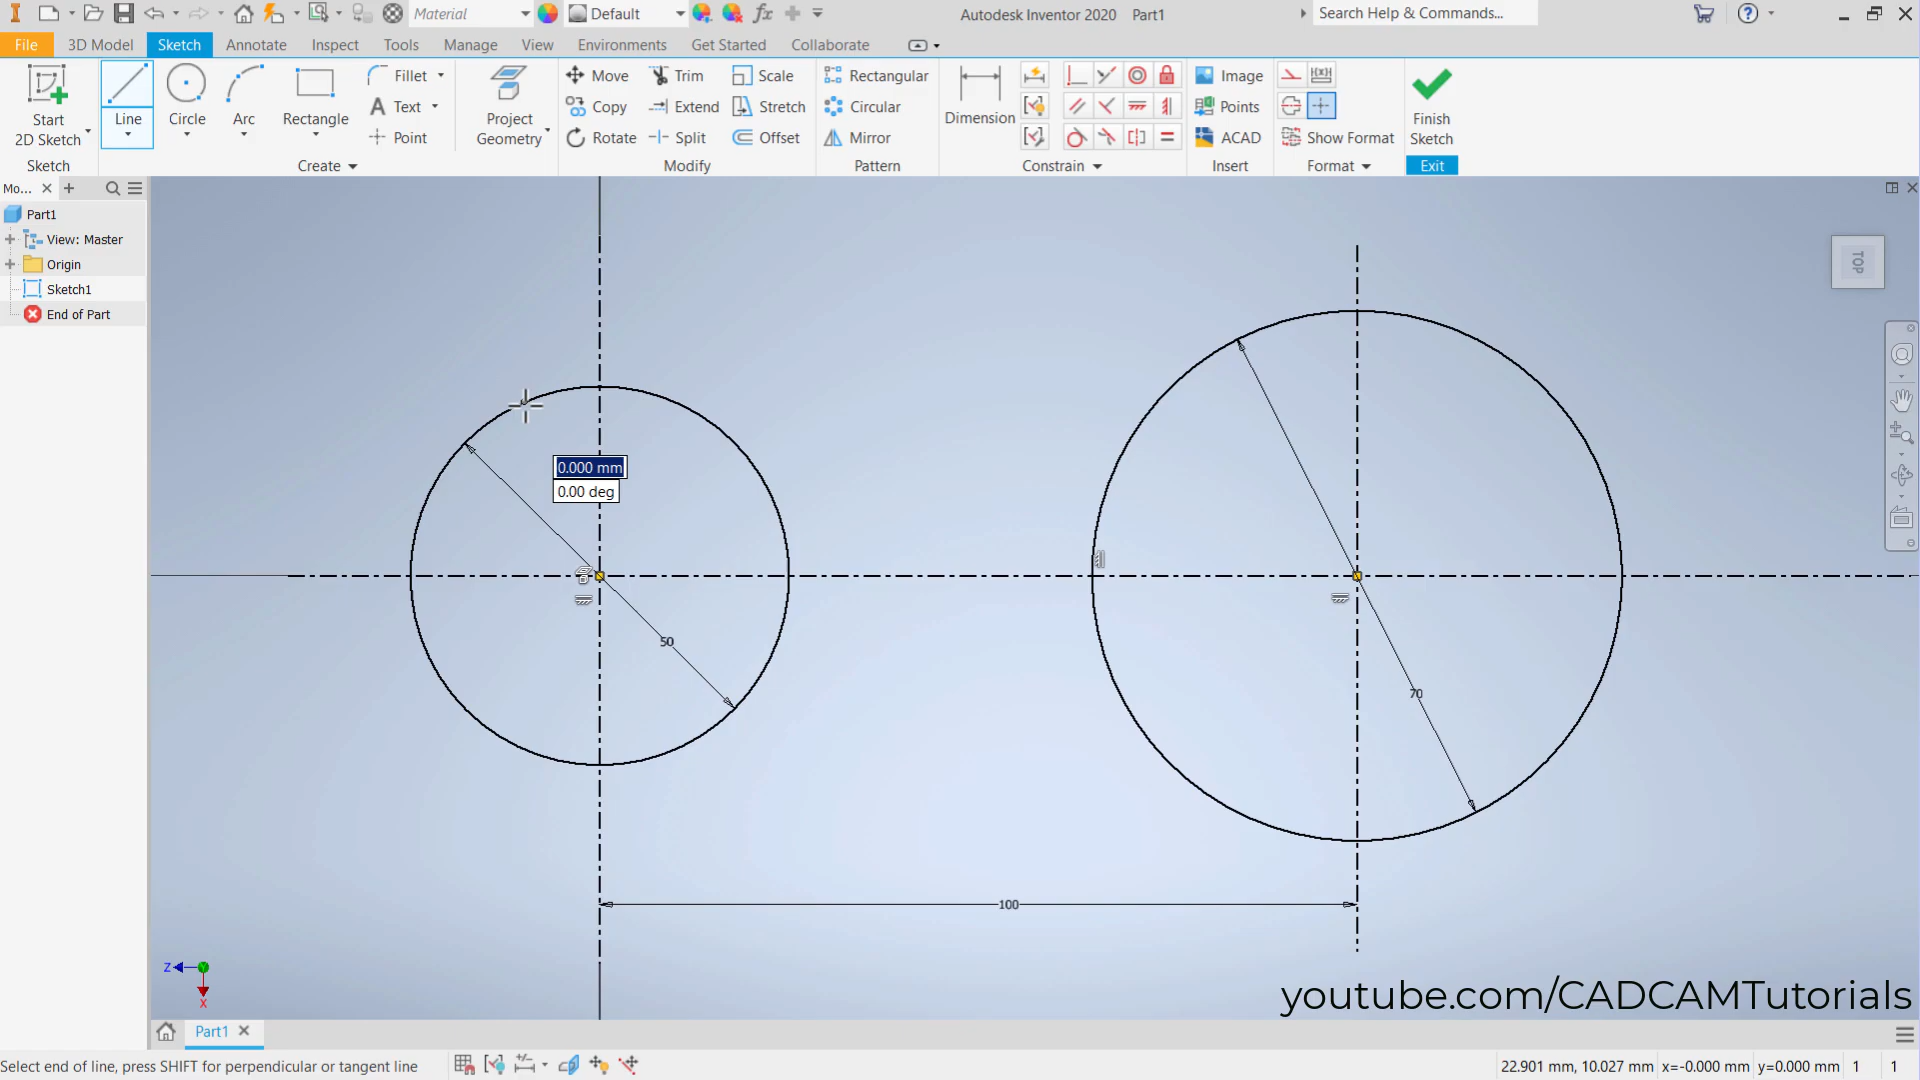 Material
Default
fx
Autodesk Inventor 2020 Part1
Search Help & Commands...
File
3D Model
Sketch
Annotate
Inspect
Tools
Manage
View
Environments
Get Started
Collaborate
Start
2D Sketch
Line
Circle
Arc
Rectangle
Fillet
Text
Point
Project
Geometry
Move
Copy
Rotate
Trim
Extend
Split
Scale
Stretch
Offset
Rectangular
Circular
Mirror
Dimension
Image
Points
ACAD
Show Format
Finish
Sketch
Sketch
Create
Modify
Pattern
Constrain
Insert
Format
Exit
Mo...
Part1
View: Master
Origin
Sketch1
End of Part
TOP
0.000 mm
0.00 deg
50
70
100
Z
X
youtube.com/CADCAMTutorials
Part1
Select end of line, press SHIFT for perpendicular or tangent line
22.901 mm, 10.027 mm x=-0.000 mm y=0.000 mm 1 1